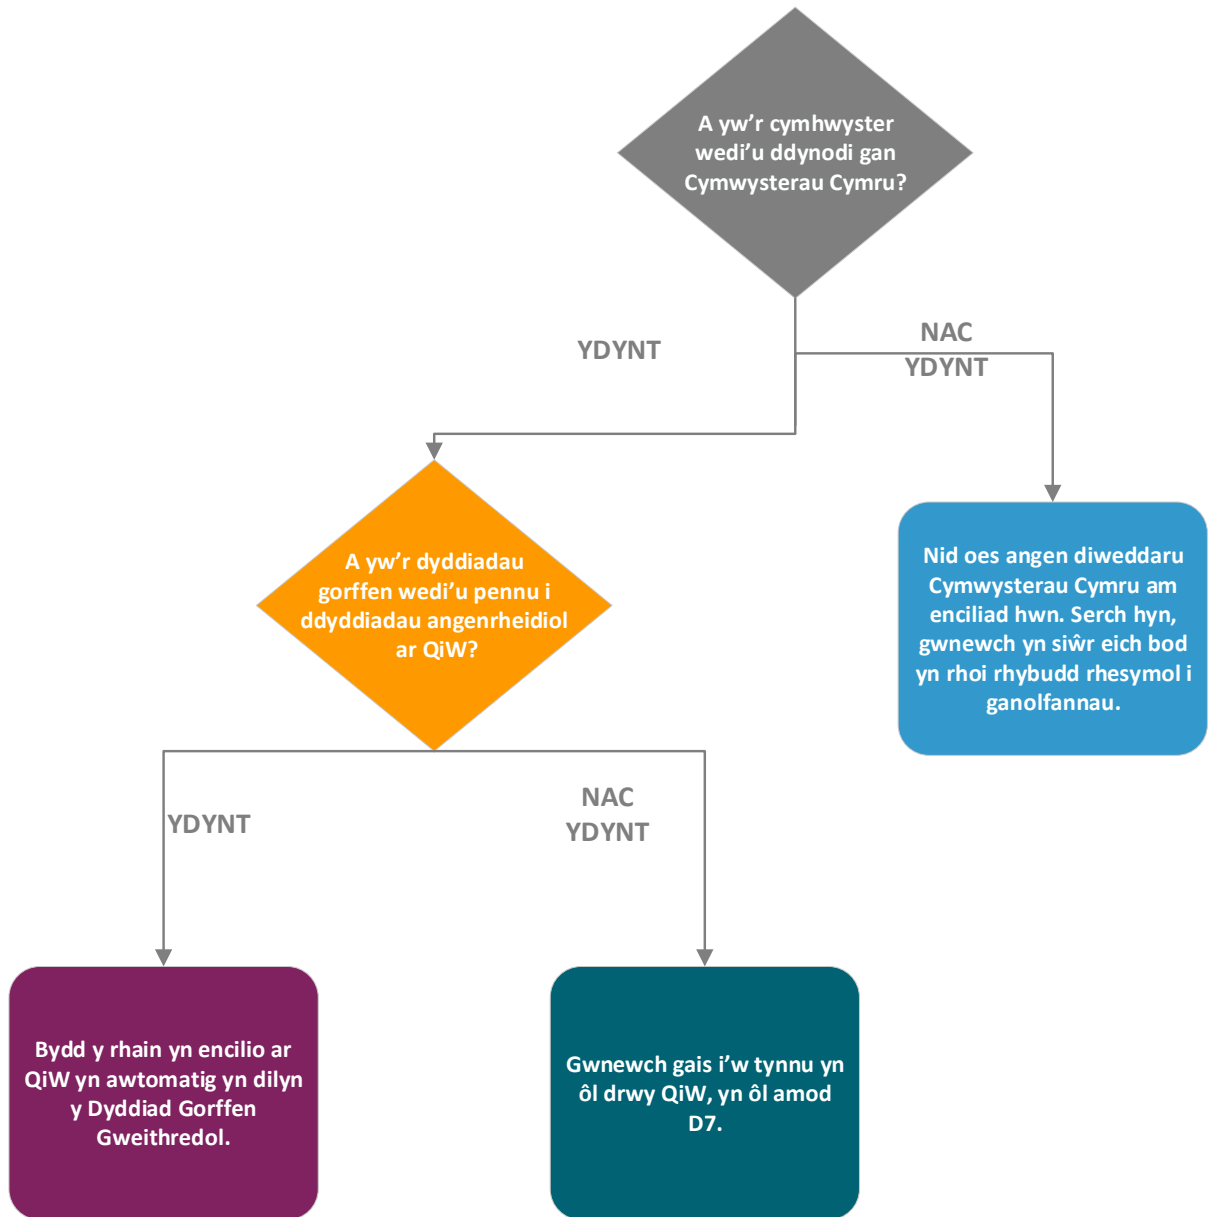 A yw’r cymhwyster
wedi’u ddynodi gan
Cymwysterau Cymru?
YDYNT
NAC
YDYNT
A yw’r dyddiadau
gorffen wedi’u pennu i
ddyddiadau angenrheidiol
ar QiW?
Nid oes angen diweddaru
Cymwysterau Cymru am
enciliad hwn. Serch hyn,
gwnewch yn siŵr eich bod
yn rhoi rhybudd rhesymol i
ganolfannau.
YDYNT
NAC
YDYNT
Bydd y rhain yn encilio ar
QiW yn awtomatig yn dilyn
y Dyddiad Gorffen
Gweithredol.
Gwnewch gais i’w tynnu yn
ôl drwy QiW, yn ôl amod
D7.